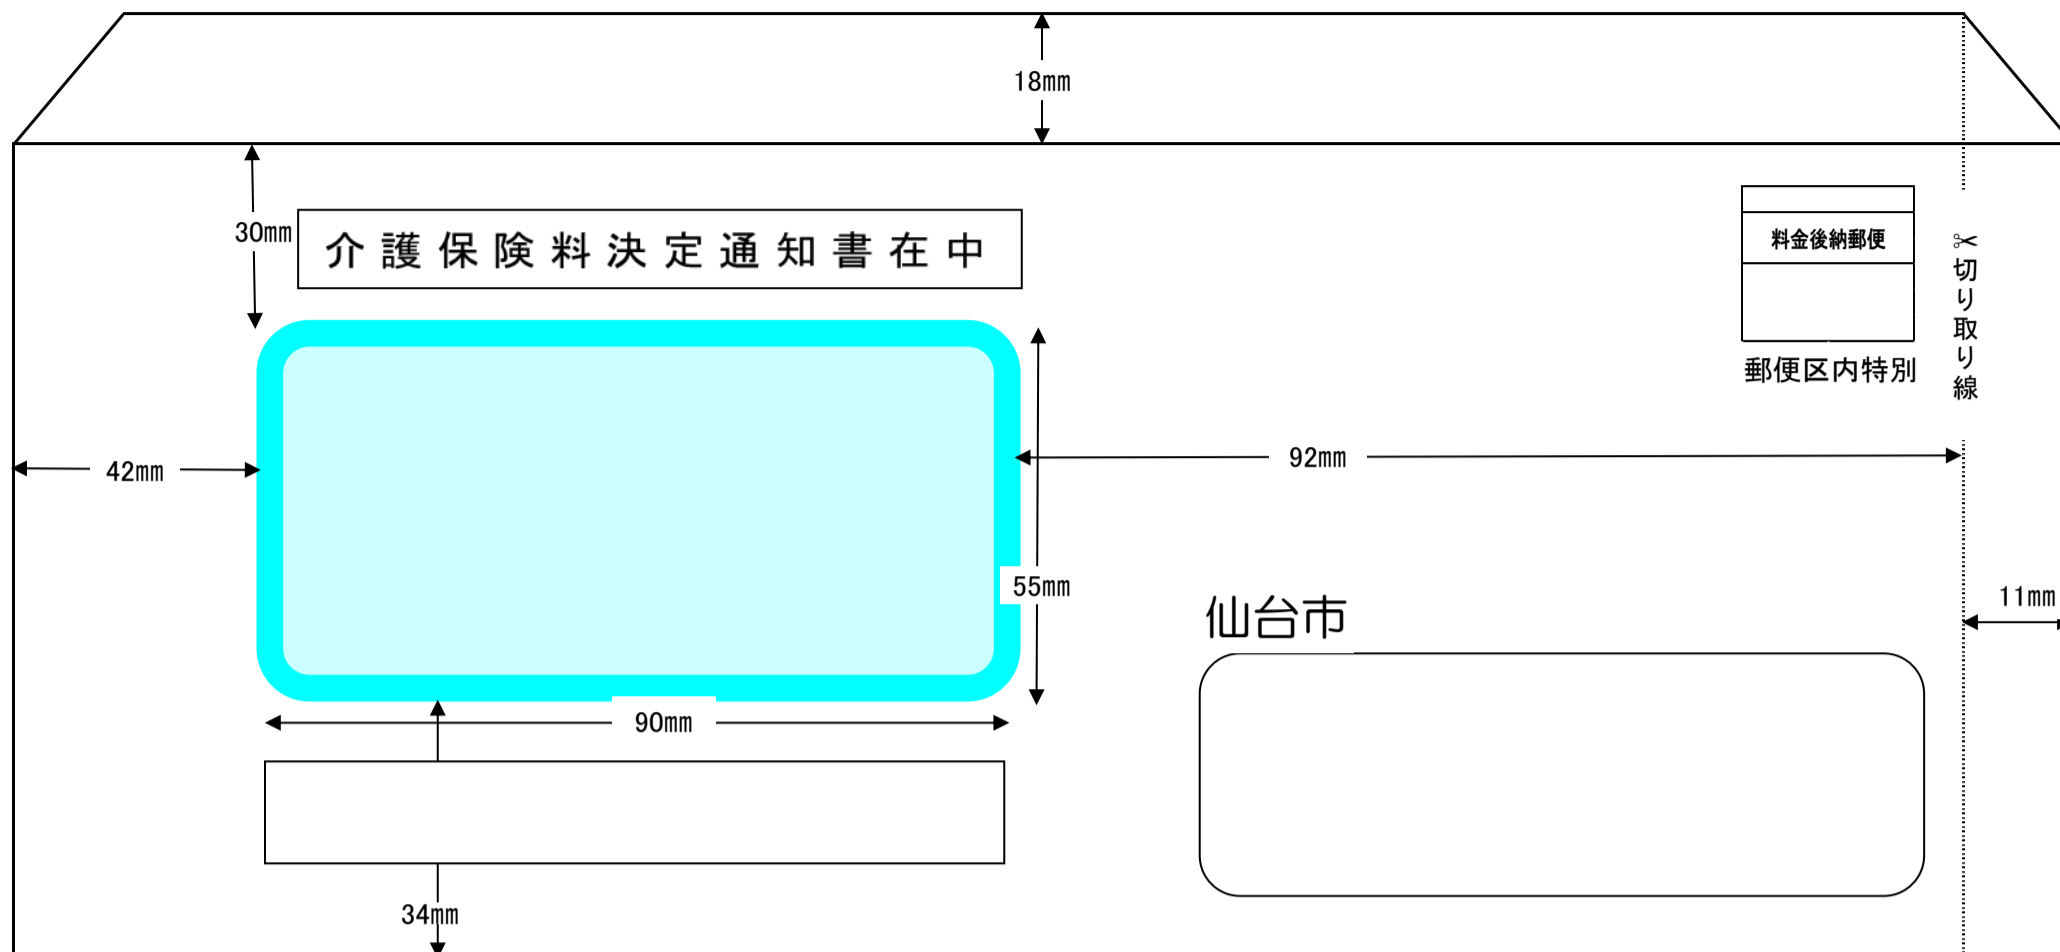 18mm
30mm
介護保険料決定通知書在中
料金後納郵便
郵便区内特別
✂切り取り線
42mm
92mm
55mm
11mm
仙台市
90mm
34mm